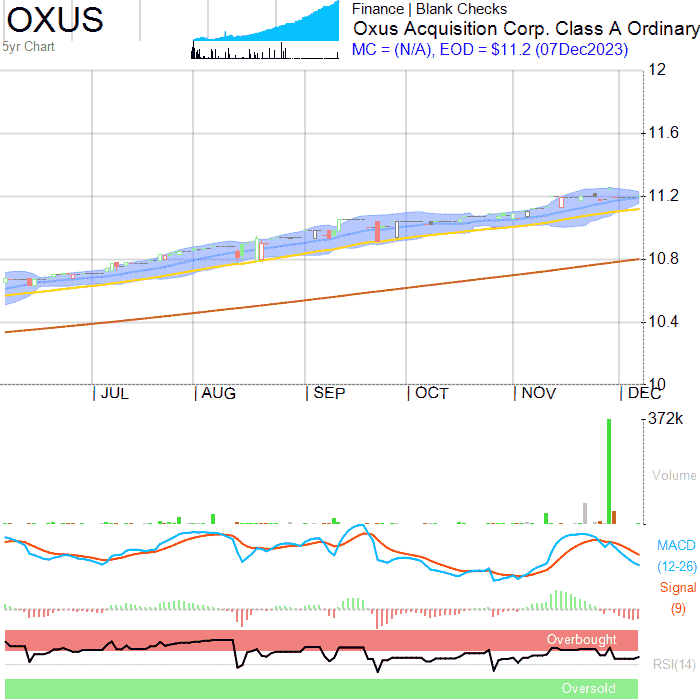 OXUS
5yr Chart
Finance | Blank Checks
Oxus Acquisition Corp. Class A Ordinary
MC = (N/A), EOD = $11.2 (07Dec2023)
12
11.6
11.2
10.8
10.4
10
JUL AUG SEP OCT NOV DEC
372k
Volume
MACD
(12-26)
Signal
(9)
Overbought
RSI(14)
Oversold